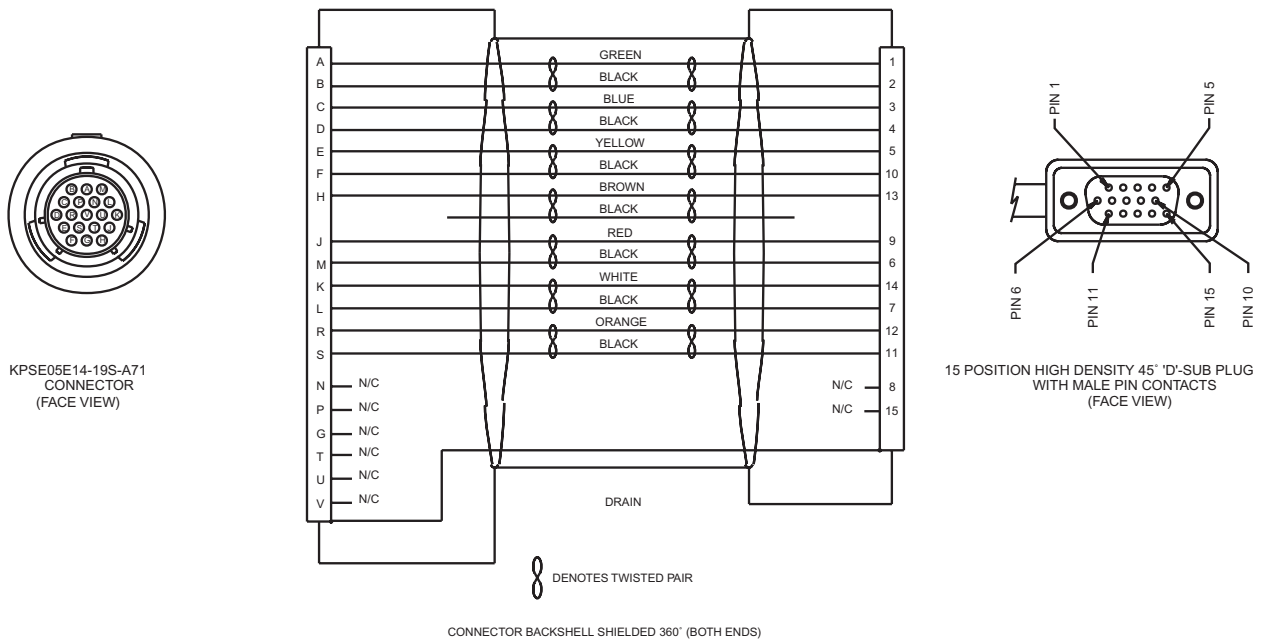 A GREEN 1
B BLACK 2
C BLUE 3
D BLACK 4
E YELLOW 5
F BLACK 10
H BROWN 13
BLACK
J RED 9
M BLACK 6
K WHITE 14
L BLACK 7
R ORANGE 12
S BLACK 11
N N/C N/C 8
P N/C N/C 15
G N/C
T N/C
U N/C
V N/C
DRAIN
DENOTES TWISTED PAIR
CONNECTOR BACKSHELL SHIELDED 360° (BOTH ENDS)
B A M
C P N L
D R V U K
E S T J
F G H
KPSE05E14-19S-A71
CONNECTOR
(FACE VIEW)
PIN 1
PIN 5
PIN 6
PIN 11
PIN 15
PIN 10
15 POSITION HIGH DENSITY 45° 'D'-SUB PLUG
WITH MALE PIN CONTACTS
(FACE VIEW)